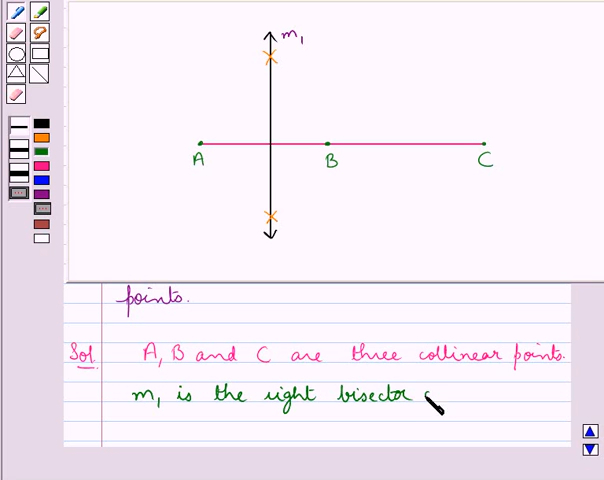 m₁
A B C
points.
Sol. A, B and C are three collinear points.
m₁ is the right bisector